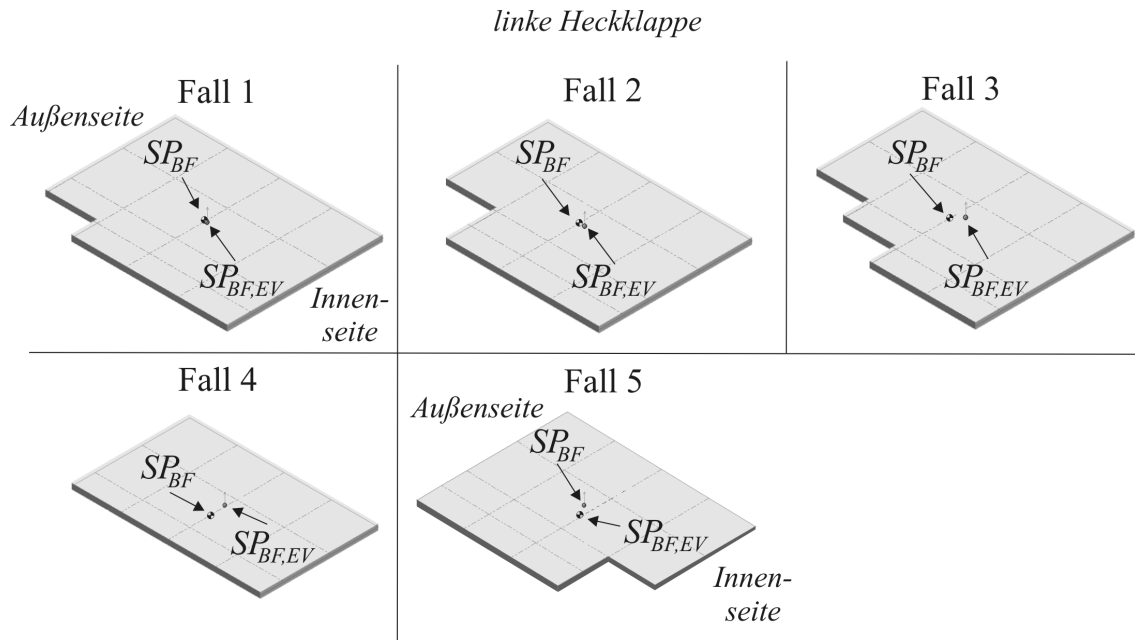 linke Heckklappe
Fall 1
Außenseite
SP_BF
SP_BF,EV
Innen-
seite
Fall 2
SP_BF
SP_BF,EV
Fall 3
SP_BF
SP_BF,EV
Fall 4
SP_BF
SP_BF,EV
Fall 5
Außenseite
SP_BF
SP_BF,EV
Innen-
seite